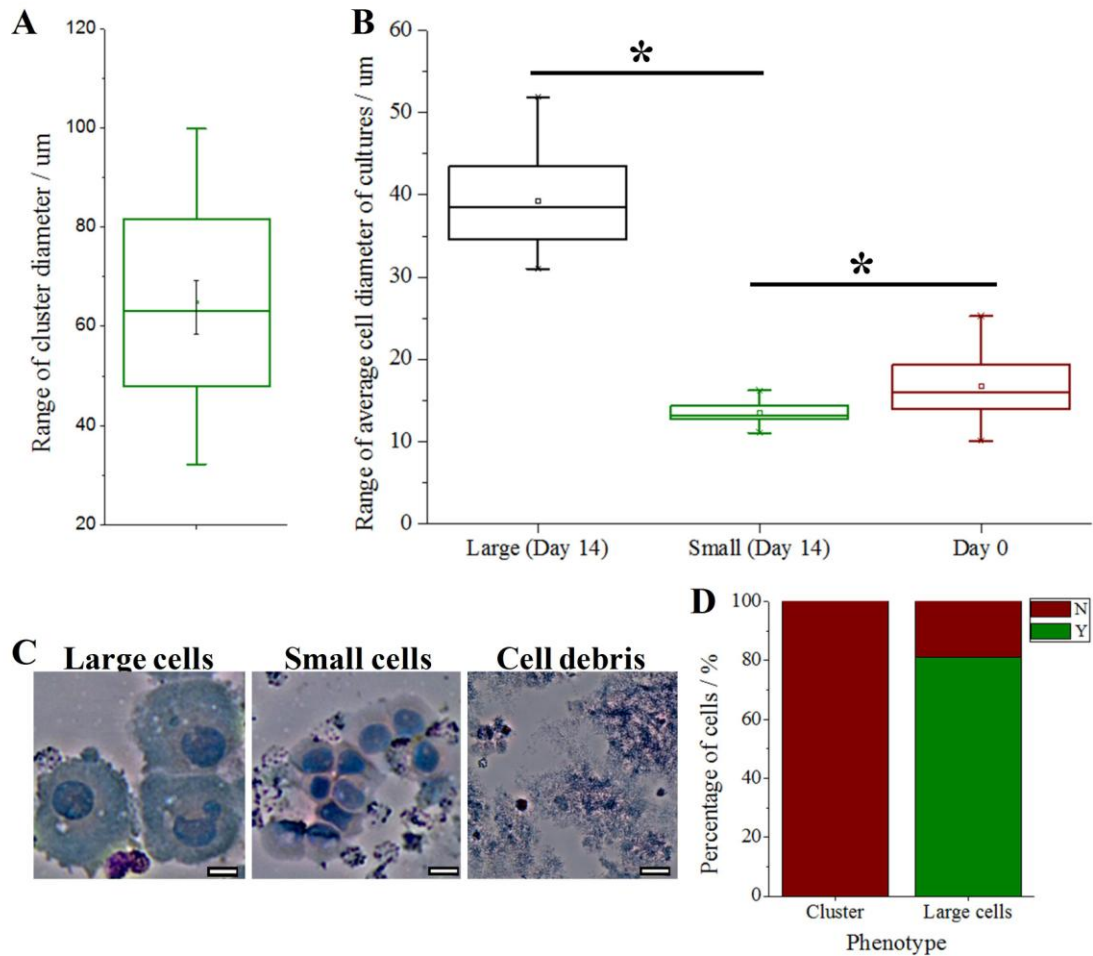 A
Range of cluster diameter / um
120
100
80
60
40
20
B
Range of average cell diameter of cultures / um
60
50
40
30
20
10
0
*
*
Large (Day 14)
Small (Day 14)
Day 0
C
Large cells
Small cells
Cell debris
D
Percentage of cells / %
100
80
60
40
20
0
N
Y
Cluster
Large cells
Phenotype